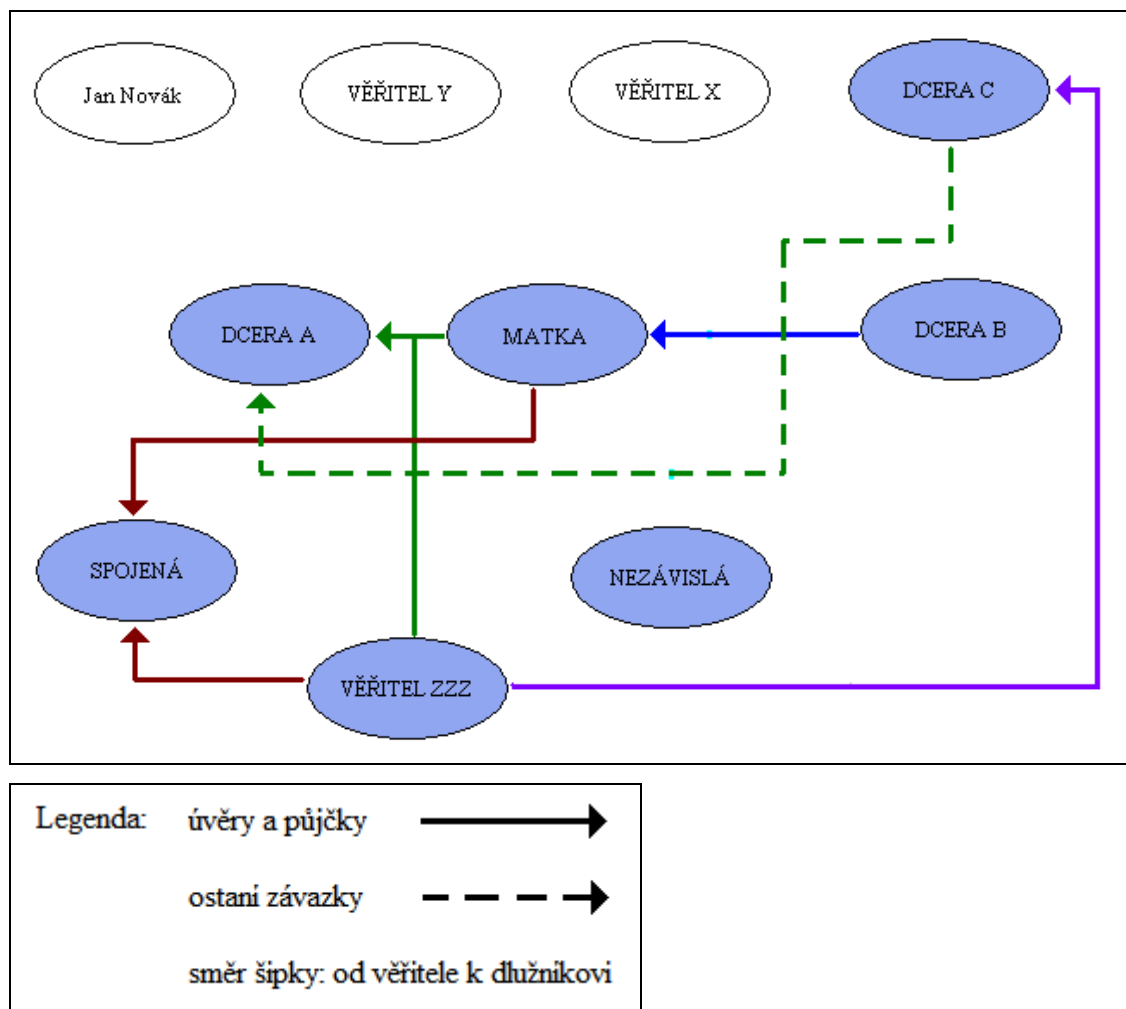 Jan Novák
VĚŘITEL Y
VĚŘITEL X
DCERA C
DCERA A
MATKA
DCERA B
SPOJENÁ
NEZÁVISLÁ
VĚŘITEL ZZZ
Legenda: úvěry a půjčky
ostaní závazky
směr šipky: od věřitele k dlužníkovi